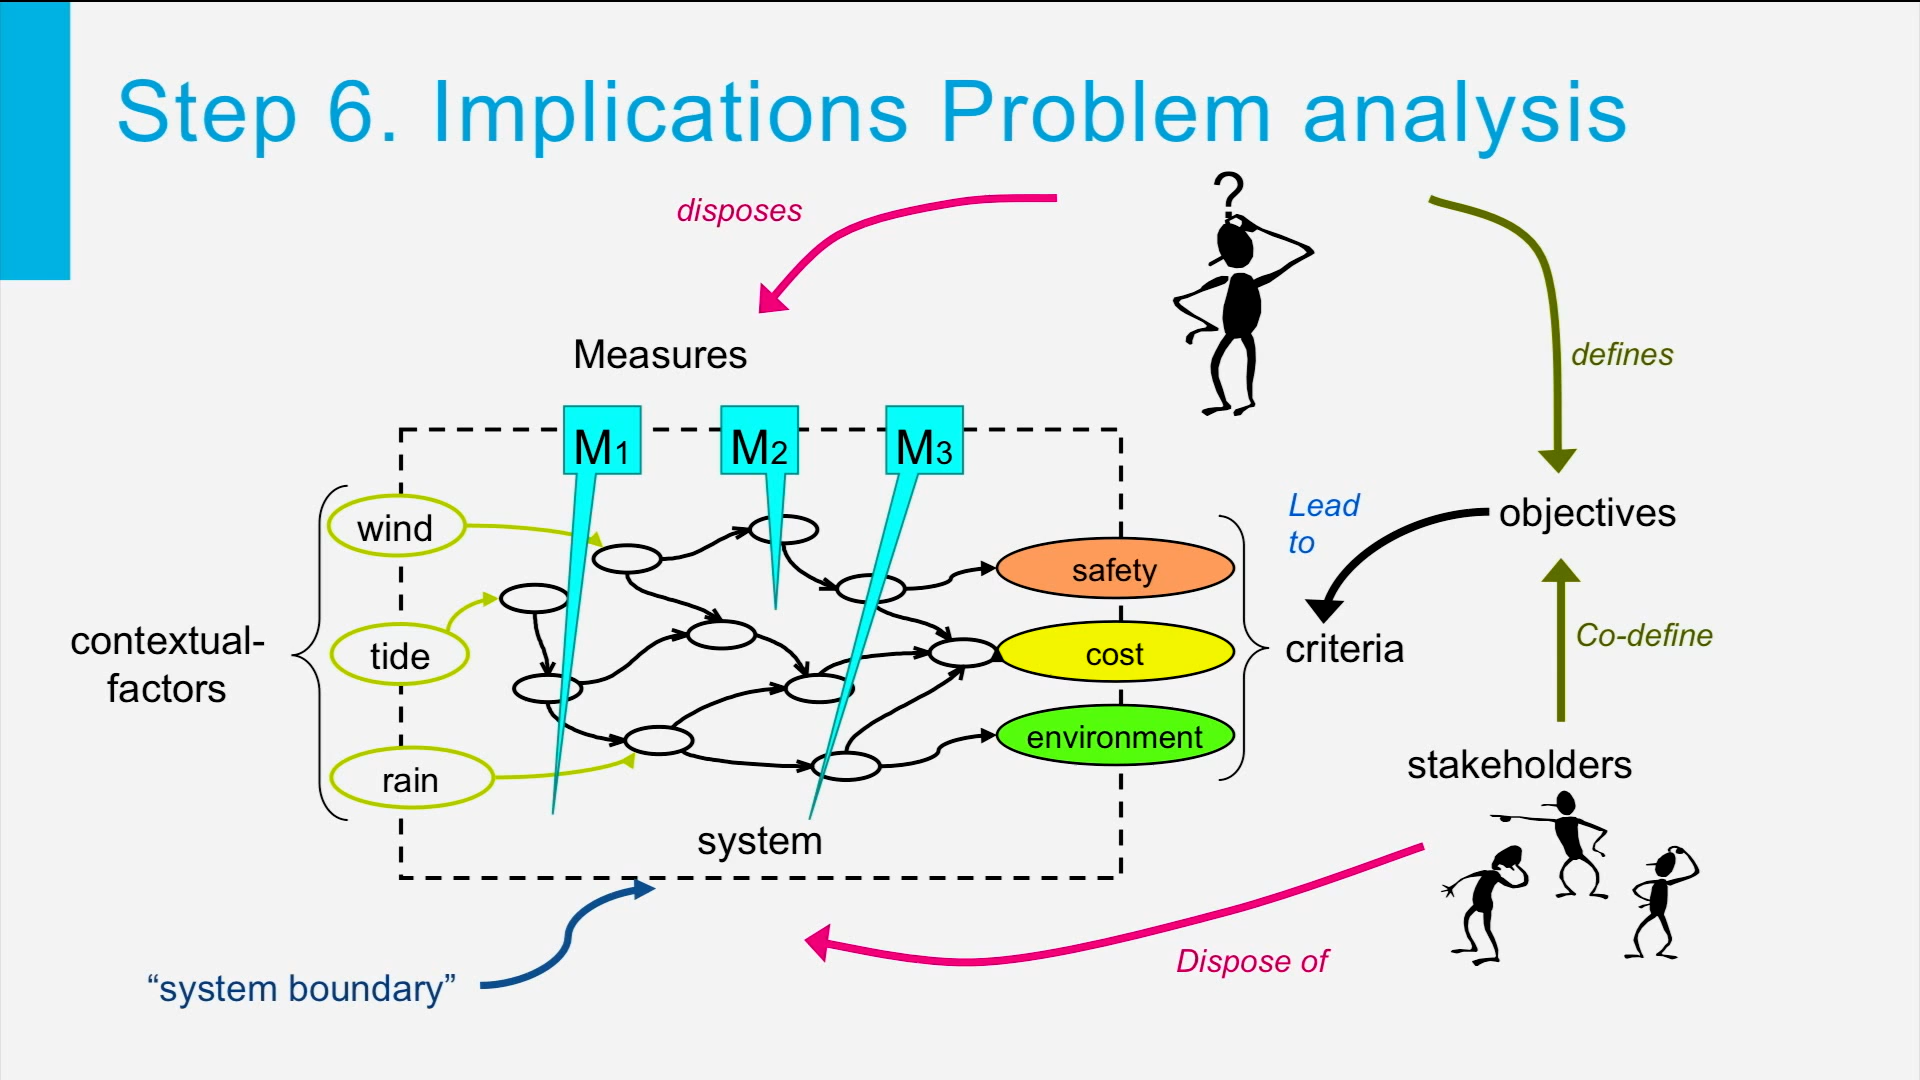 Step 6. Implications Problem analysis
?
disposes
defines
Measures
M1
M2
M3
wind
tide
rain
contextual-
factors
safety
cost
environment
Lead
to
objectives
criteria
Co-define
stakeholders
system
Dispose of
“system boundary”